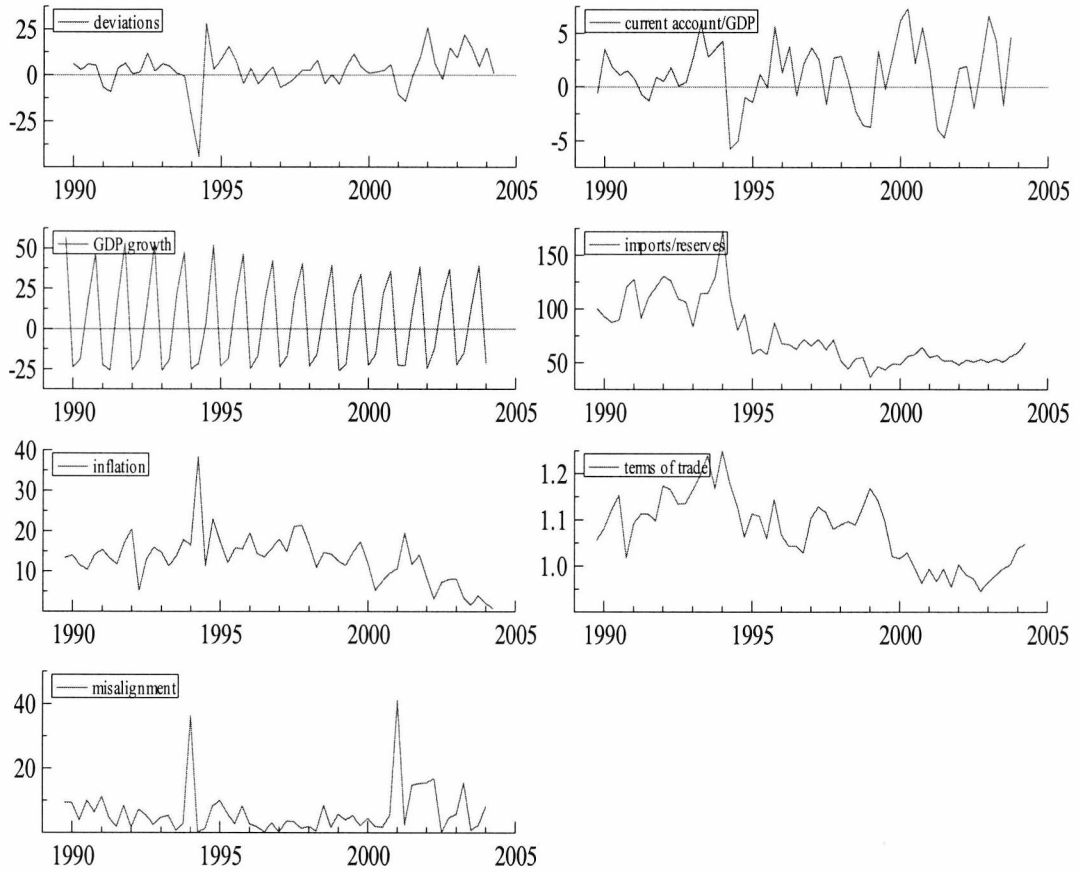 deviations
25
0
-25
1990 1995 2000 2005
current account/GDP
5
0
-5
1990 1995 2000 2005
GDP growth
50
25
0
-25
1990 1995 2000 2005
imports/reserves
150
100
50
1990 1995 2000 2005
inflation
40
30
20
10
1990 1995 2000 2005
terms of trade
1.2
1.1
1.0
1990 1995 2000 2005
misalignment
40
20
1990 1995 2000 2005